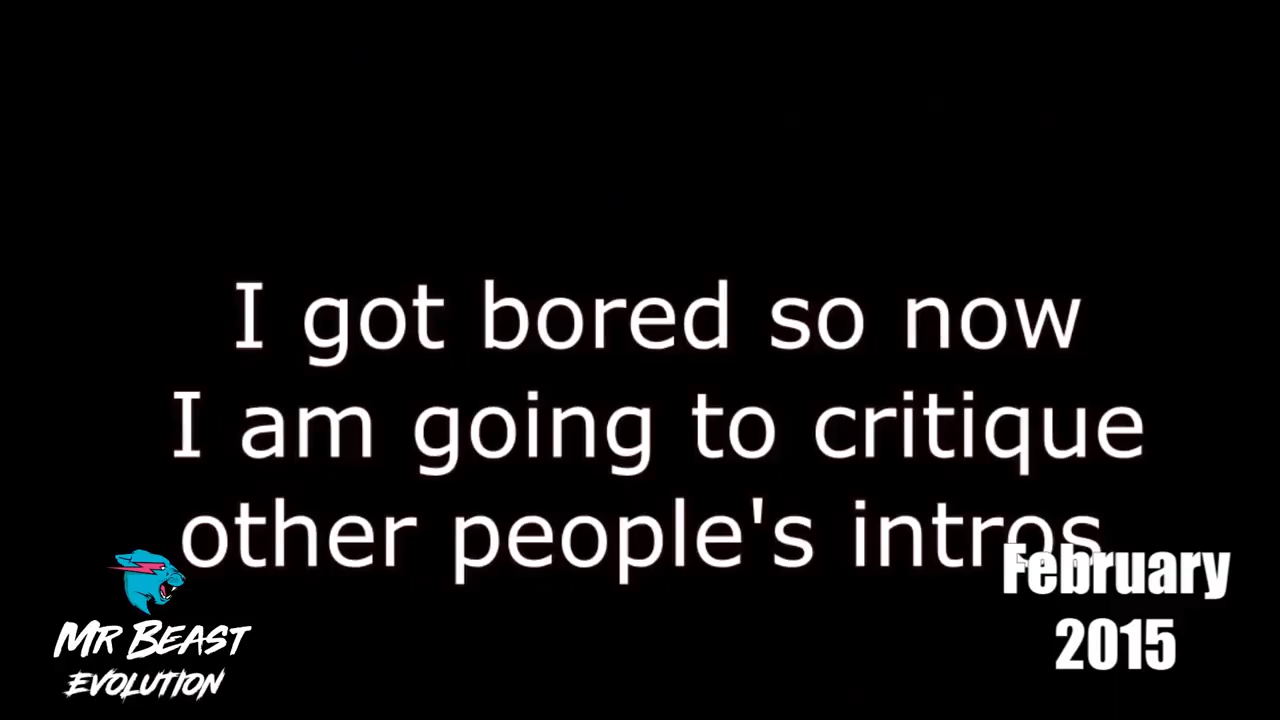 I got bored so now
I am going to critique
other people's intros
February
2015
MR BEAST
EVOLUTION